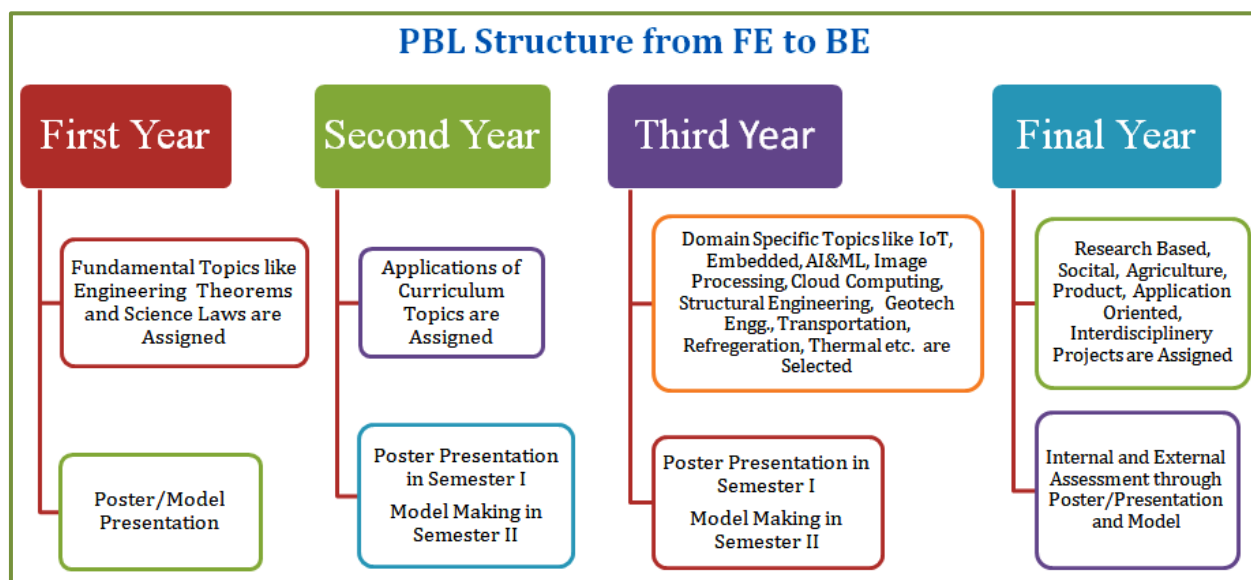 PBL Structure from FE to BE
First Year
Fundamental Topics like
Engineering Theorems
and Science Laws are
Assigned
Poster/Model
Presentation
Second Year
Applications of
Curriculum
Topics are
Assigned
Poster Presentation
in Semester I
Model Making in
Semester II
Third Year
Domain Specific Topics like IoT,
Embedded, AI&ML, Image
Processing, Cloud Computing,
Structural Engineering, Geotech
Engg., Transportation,
Refregeration, Thermal etc. are
Selected
Poster Presentation in
Semester I
Model Making in
Semester II
Final Year
Research Based,
Socital, Agriculture,
Product, Application
Oriented,
Interdisciplinery
Projects are Assigned
Internal and External
Assessment through
Poster/Presentation
and Model